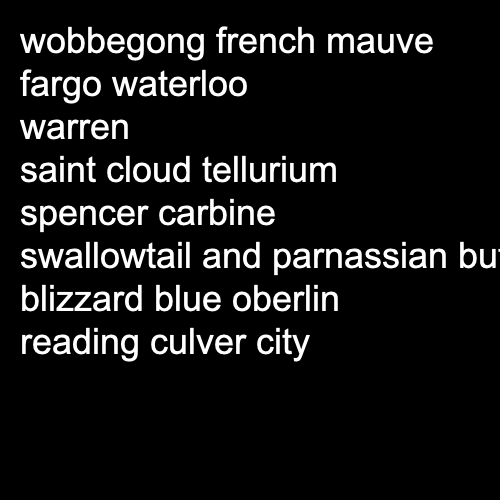 wobbegong french mauve
fargo waterloo
warren
saint cloud tellurium
spencer carbine
swallowtail and parnassian
blizzard blue oberlin
reading culver city